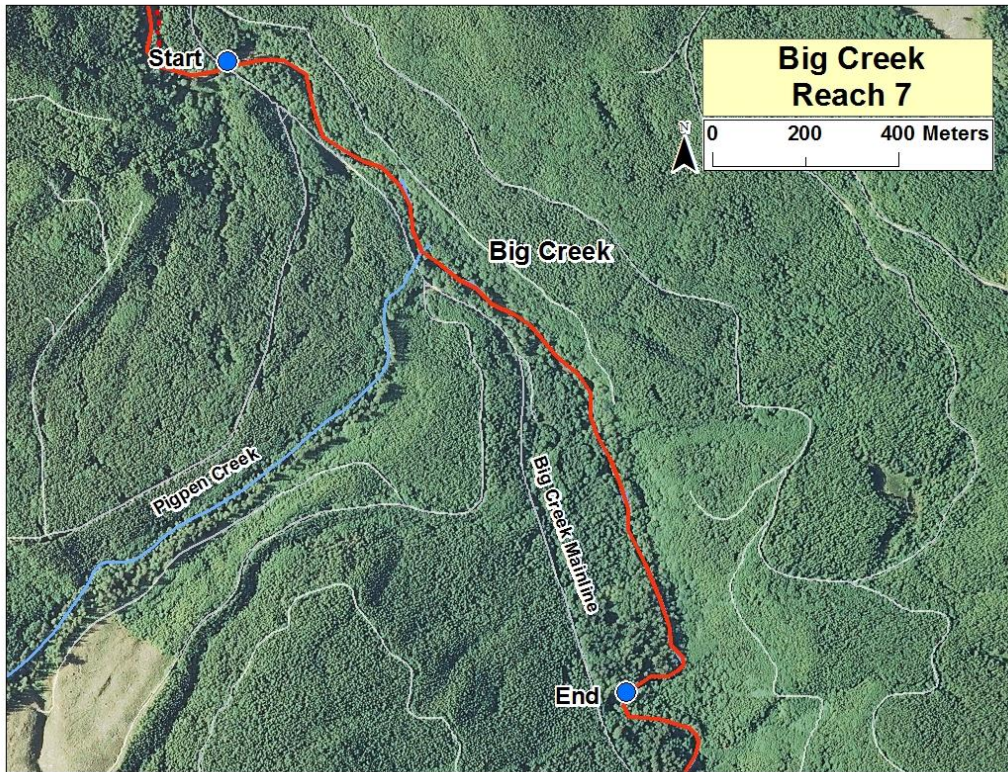 Start
Big Creek
Reach 7
N
0 200 400 Meters
Big Creek
Pigpen Creek
Big Creek Mainline
End